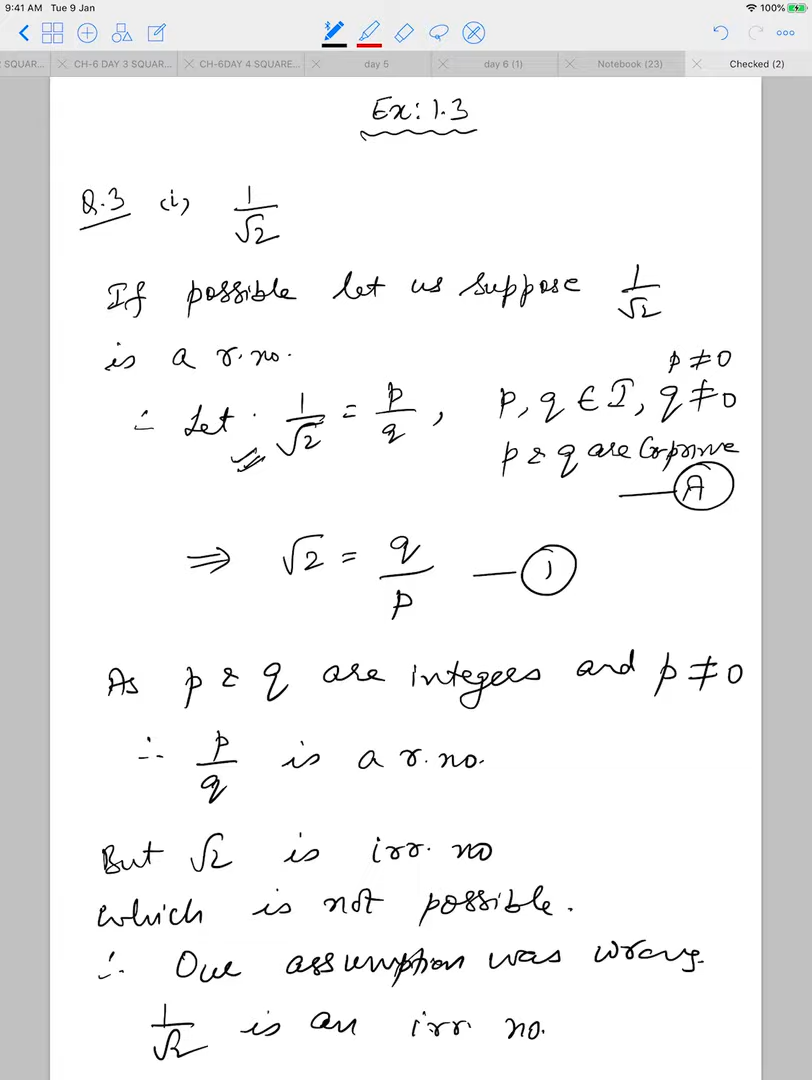 9:41 AM Tue 9 Jan 100%
SQUAR... CH-6 DAY 3 SQUAR... CH-6DAY 4 SQUARE... day 5 day 6 (1) Notebook (23) Checked (2)
Ex: 1.3
Q.3 (i) 1/√2
If possible let us suppose 1/√2
is a r.no.
p ≠ 0
∴ Let 1/√2 = p/q, p, q ∈ I, q ≠ 0
p & q are Coprime
— A
⇒ √2 = q/p — 1
As p & q are integers and p ≠ 0
∴ p/q is a r.no.
But √2 is irr. no
which is not possible.
∴ Our assumption was wrong.
1/√2 is an irr no.